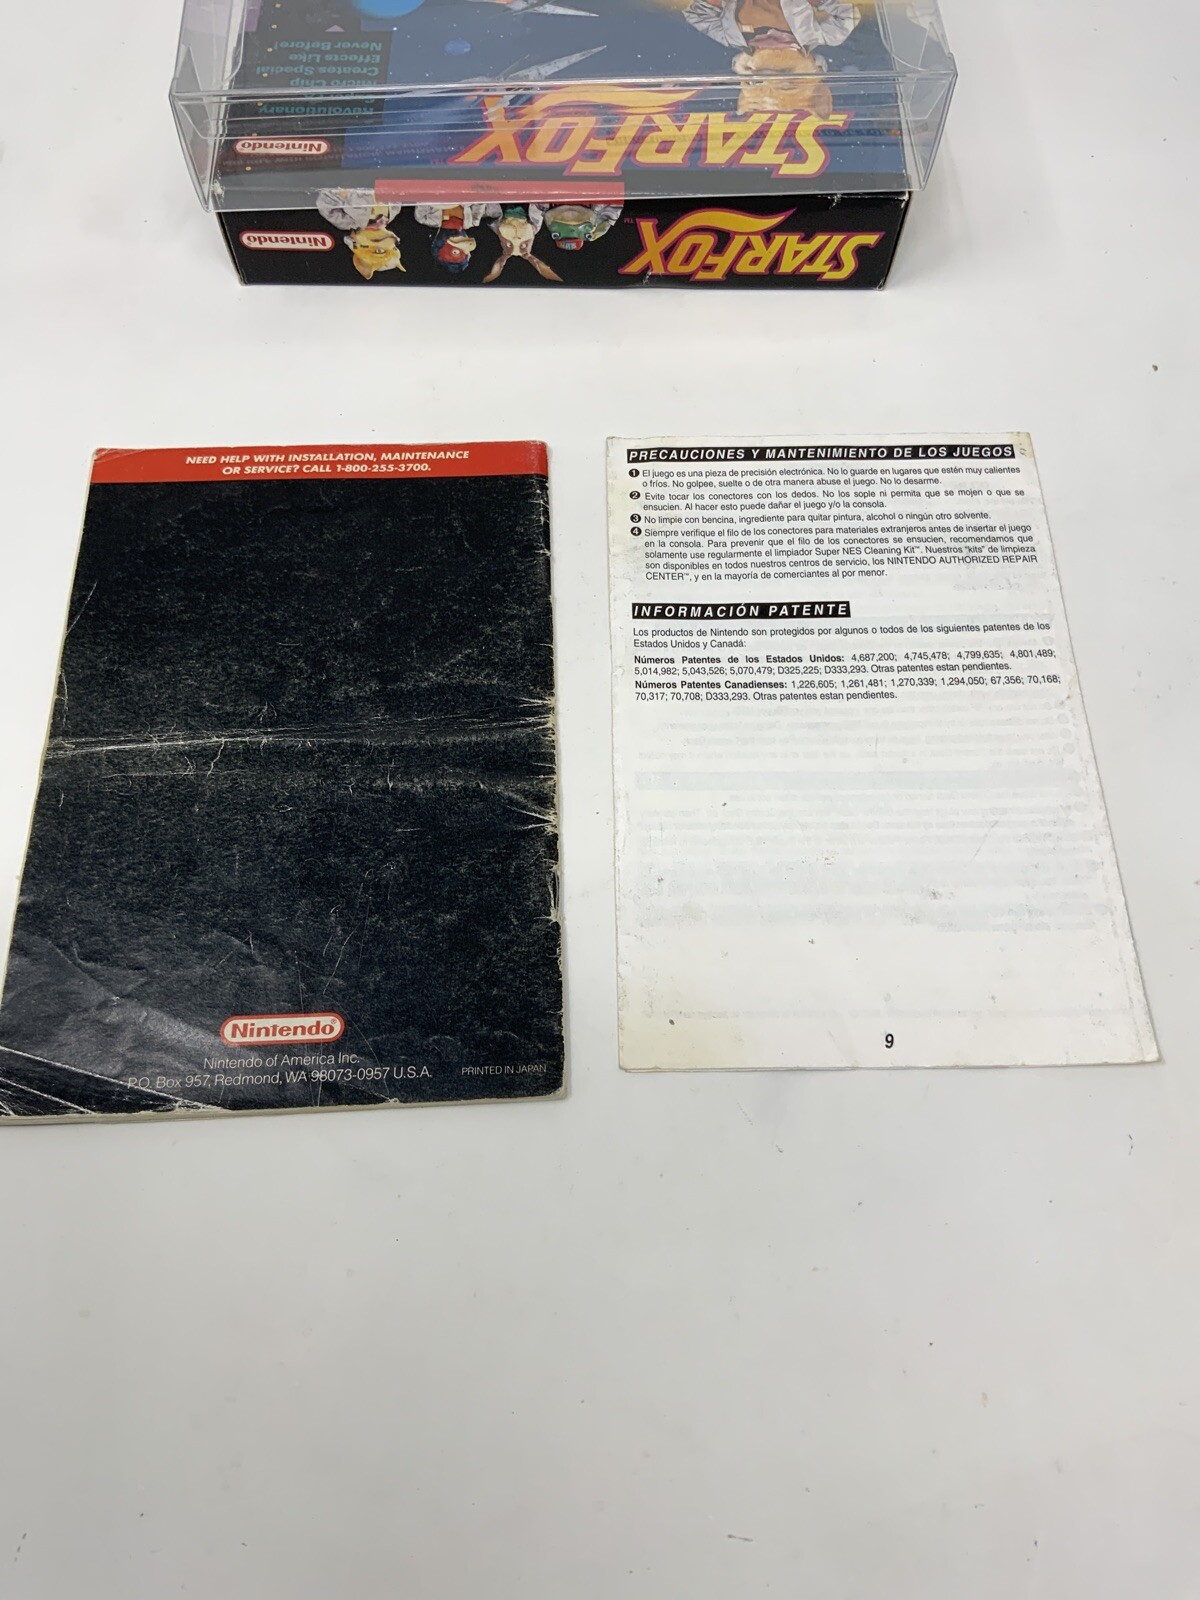 Never Before!
Effects Like
Creates Special
Micro Chip
Revolutionary
Nintendo
STARFOX
Nintendo
STARFOX™
NEED HELP WITH INSTALLATION, MAINTENANCE
OR SERVICE? CALL 1-800-255-3700.
Nintendo®
Nintendo of America Inc.
P.O. Box 957, Redmond, WA 98073-0957 U.S.A.
PRINTED IN JAPAN
PRECAUCIONES Y MANTENIMIENTO DE LOS JUEGOS
1 El juego es una pieza de precisión electrónica. No lo guarde en lugares que estén muy calientes
o fríos. No golpee, suelte o de otra manera abuse el juego. No lo desarme.
2 Evite tocar los conectores con los dedos. No los sople ni permita que se mojen o que se
ensucien. Al hacer esto puede dañar el juego y/o la consola.
3 No limpie con bencina, ingrediente para quitar pintura, alcohol o ningún otro solvente.
4 Siempre verifique el filo de los conectores para materiales extranjeros antes de insertar el juego
en la consola. Para prevenir que el filo de los conectores se ensucien, recomendamos que
solamente use regularmente el limpiador Super NES Cleaning Kit™. Nuestros "kits" de limpieza
son disponibles en todos nuestros centros de servicio, los NINTENDO AUTHORIZED REPAIR
CENTER™, y en la mayoría de comerciantes al por menor.
INFORMACIÓN PATENTE
Los productos de Nintendo son protegidos por algunos o todos de los siguientes patentes de los
Estados Unidos y Canadá:
Números Patentes de los Estados Unidos: 4,687,200; 4,745,478; 4,799,635; 4,801,489;
5,014,982; 5,043,526; 5,070,479; D325,225; D333,293. Otras patentes estan pendientes.
Números Patentes Canadienses: 1,226,605; 1,261,481; 1,270,339; 1,294,050; 67,356; 70,168;
70,317; 70,708; D333,293. Otras patentes estan pendientes.
9